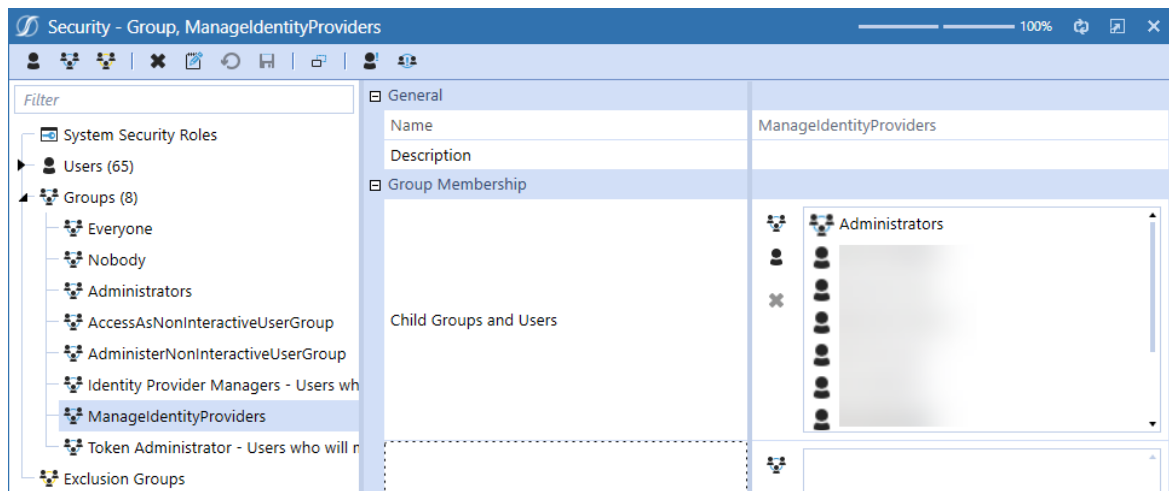 Security - Group, ManageIdentityProviders
100%
Filter
System Security Roles
Users (65)
Groups (8)
Everyone
Nobody
Administrators
AccessAsNonInteractiveUserGroup
AdministerNonInteractiveUserGroup
Identity Provider Managers - Users wh
ManageIdentityProviders
Token Administrator - Users who will
Exclusion Groups
General
Name
ManageIdentityProviders
Description
Group Membership
Child Groups and Users
Administrators